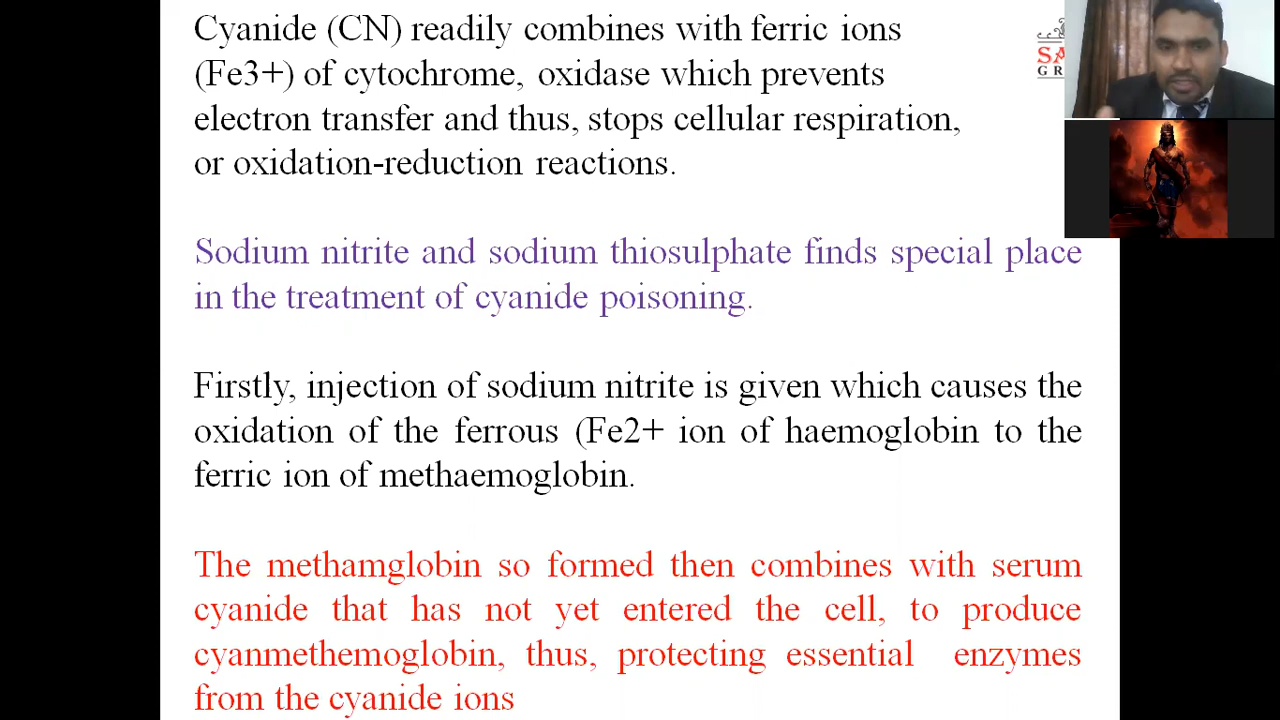 Cyanide (CN) readily combines with ferric ions
(Fe3+) of cytochrome, oxidase which prevents
electron transfer and thus, stops cellular respiration,
or oxidation-reduction reactions.
Sodium nitrite and sodium thiosulphate finds special place
in the treatment of cyanide poisoning.
Firstly, injection of sodium nitrite is given which causes the
oxidation of the ferrous (Fe2+ ion of haemoglobin to the
ferric ion of methaemoglobin.
The methamglobin so formed then combines with serum
cyanide that has not yet entered the cell, to produce
cyanmethemoglobin, thus, protecting essential enzymes
from the cyanide ions